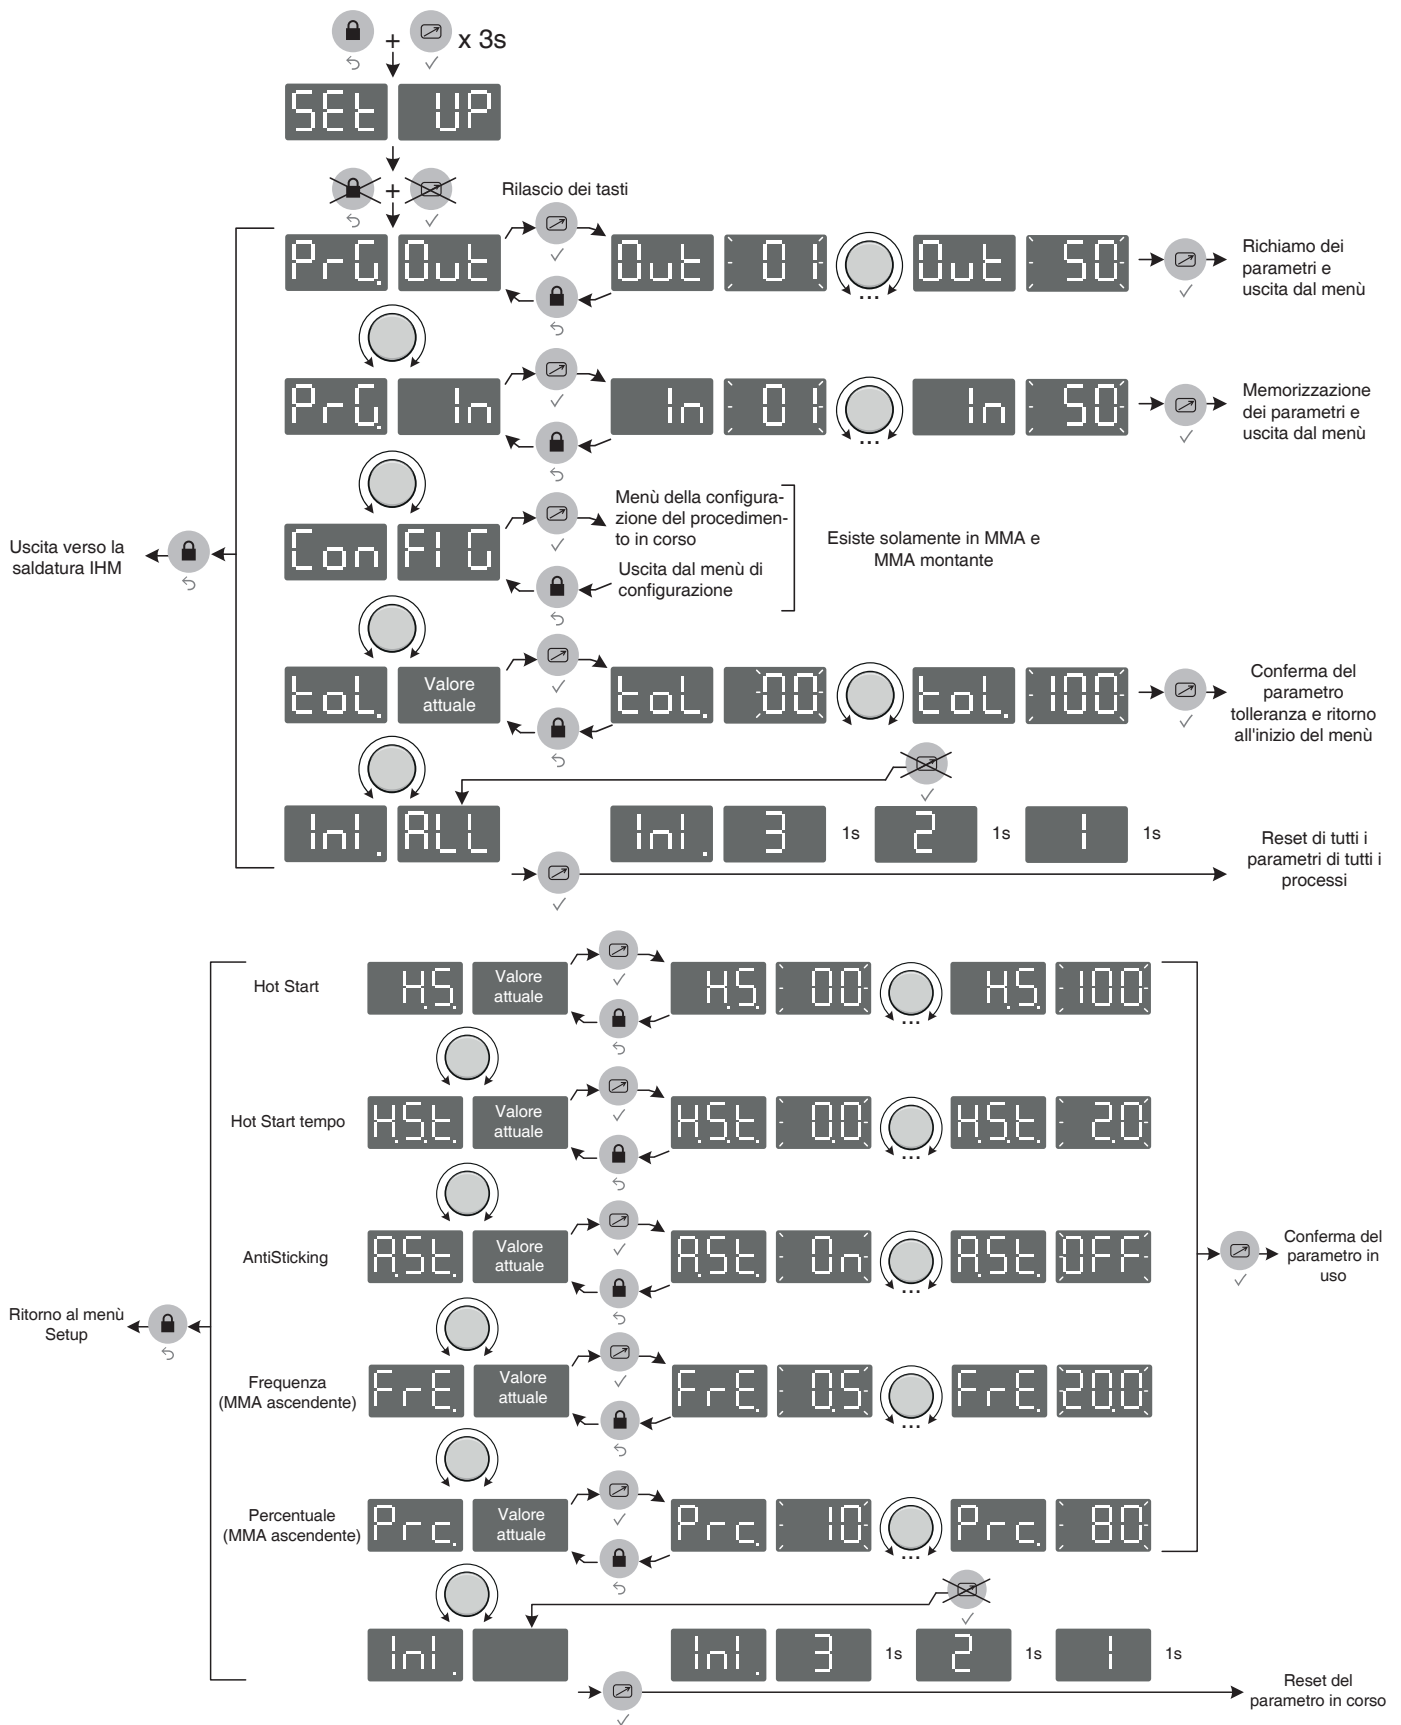 + x 3s
SEt UP
+
Rilascio dei tasti
PrG. Out Out 01 ... Out 50
Richiamo dei
parametri e
uscita dal menù
PrG. In In 01 ... In 50
Memorizzazione
dei parametri e
uscita dal menù
Con FIG
Menù della configura-
zione del procedimen-
to in corso
Uscita dal menù di
configurazione
Esiste solamente in MMA e
MMA montante
Uscita verso la
saldatura IHM
toL. Valore
attuale
toL. 00 toL. 100
Conferma del
parametro
tolleranza e ritorno
all'inizio del menù
InI. ALL InI. 3 1s 2 1s 1 1s
Reset di tutti i
parametri di tutti i
processi
Hot Start
H.S. Valore
attuale
H.S. 00 ... H.S. 100
Hot Start tempo
H.S.t. Valore
attuale
H.S.t. 0.0 ... H.S.t. 2.0
AntiSticking
A.S.t. Valore
attuale
A.S.t. On ... A.S.t. OFF
Conferma del
parametro in
uso
Ritorno al menù
Setup
Frequenza
(MMA ascendente)
FrE. Valore
attuale
FrE. 0.5 ... FrE. 20.0
Percentuale
(MMA ascendente)
Prc. Valore
attuale
Prc. 10 ... Prc. 80
InI. InI. 3 1s 2 1s 1 1s
Reset del
parametro in corso